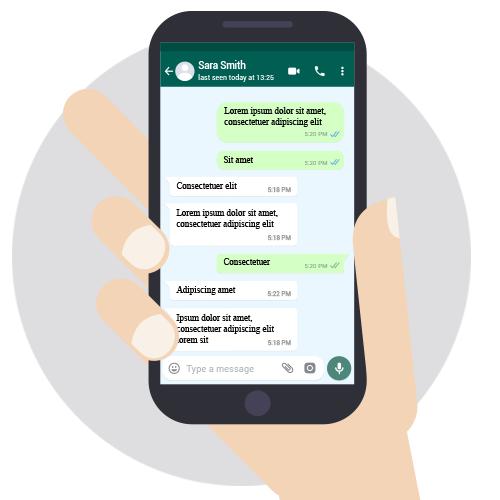 Sara Smith
last seen today at 13:25
Lorem ipsum dolor sit amet,
consectetuer adipiscing elit
5:20 PM
Sit amet
5:20 PM
Consectetuer elit
5:18 PM
Lorem ipsum dolor sit amet,
consectetuer adipiscing elit
5:18 PM
Consectetuer
5:20 PM
Adipiscing amet
5:22 PM
Ipsum dolor sit amet,
consectetuer adipiscing elit
lorem sit
5:18 PM
Type a message